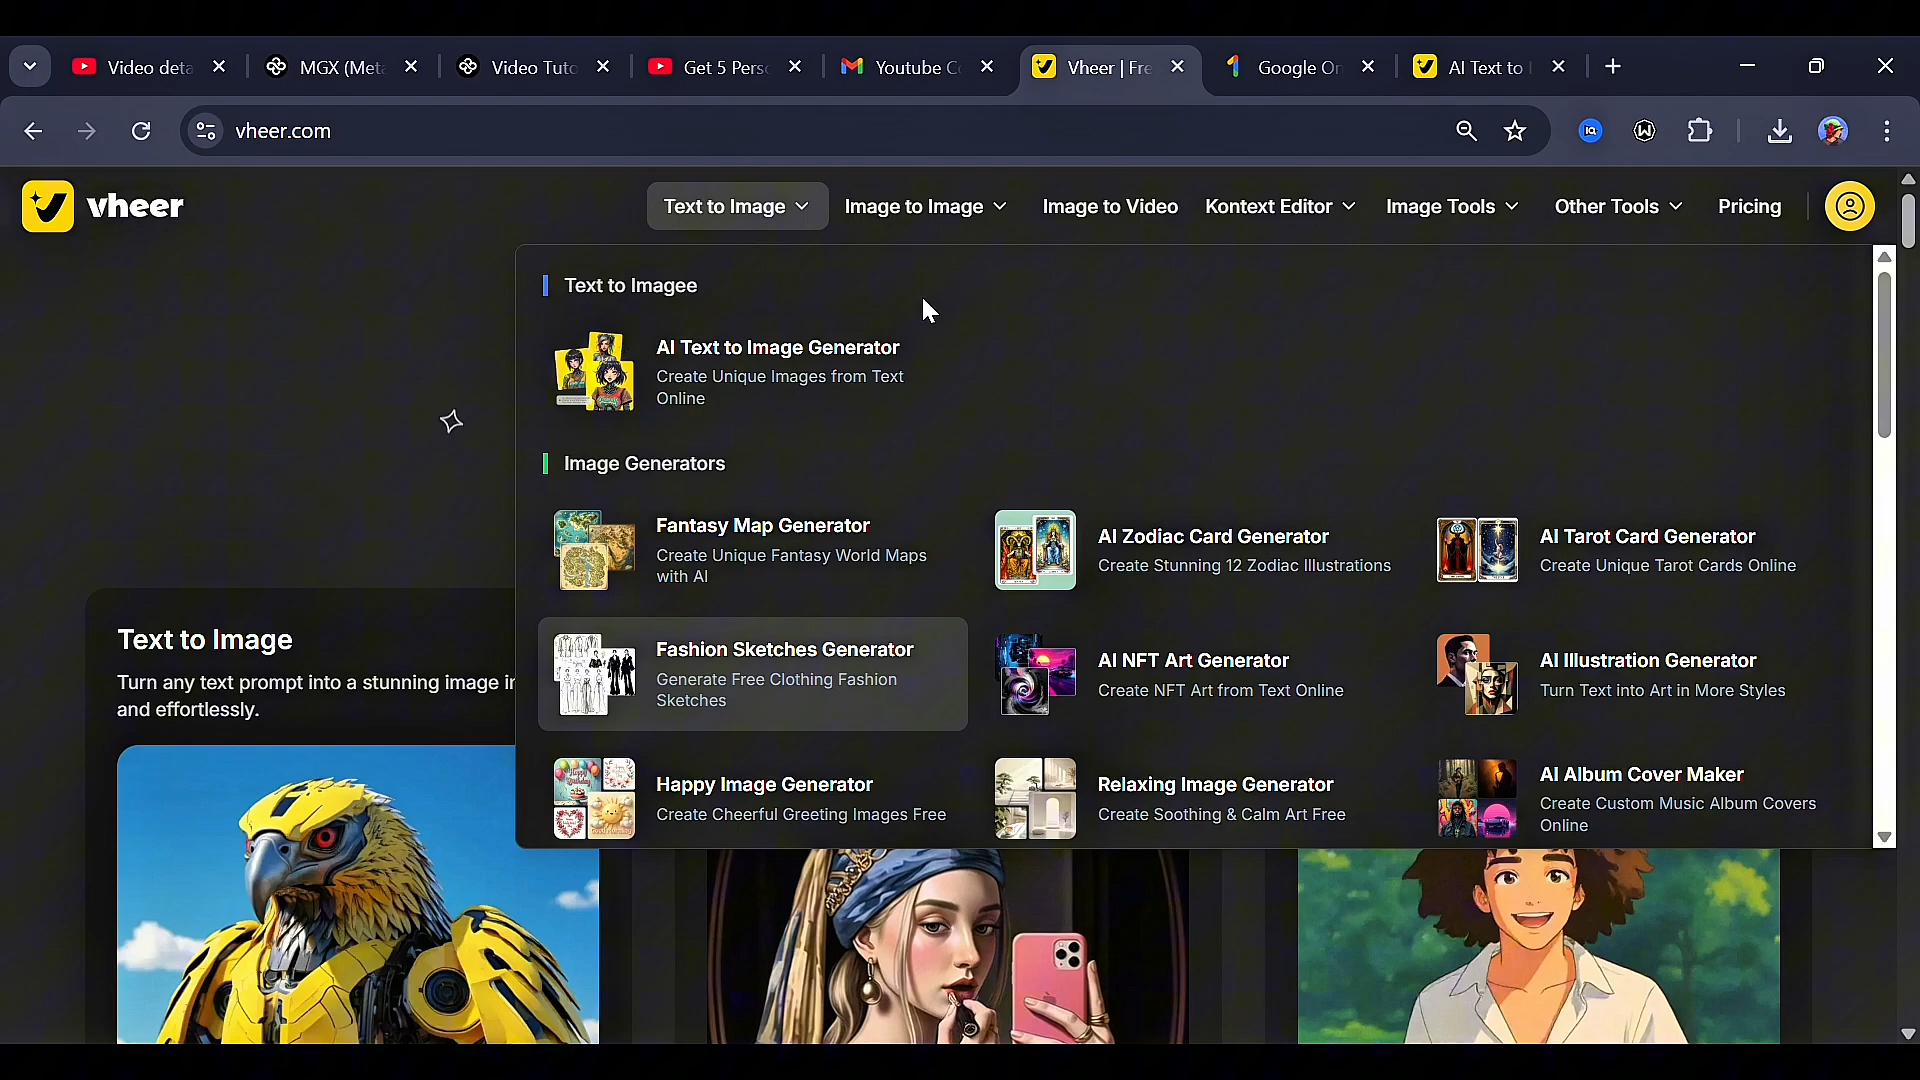 Video deta
MGX (Meta
Video Tuto
Get 5 Perso
Youtube Co
Vheer | Fre
Google On
AI Text to I
vheer.com
vheer
Text to Image
Image to Image
Image to Video
Kontext Editor
Image Tools
Other Tools
Pricing
Text to Imagee
AI Text to Image Generator
Create Unique Images from Text
Online
Image Generators
Fantasy Map Generator
Create Unique Fantasy World Maps
with AI
AI Zodiac Card Generator
Create Stunning 12 Zodiac Illustrations
AI Tarot Card Generator
Create Unique Tarot Cards Online
Fashion Sketches Generator
Generate Free Clothing Fashion
Sketches
AI NFT Art Generator
Create NFT Art from Text Online
AI Illustration Generator
Turn Text into Art in More Styles
Happy Image Generator
Create Cheerful Greeting Images Free
Relaxing Image Generator
Create Soothing & Calm Art Free
AI Album Cover Maker
Create Custom Music Album Covers
Online
Text to Image
Turn any text prompt into a stunning image in
and effortlessly.